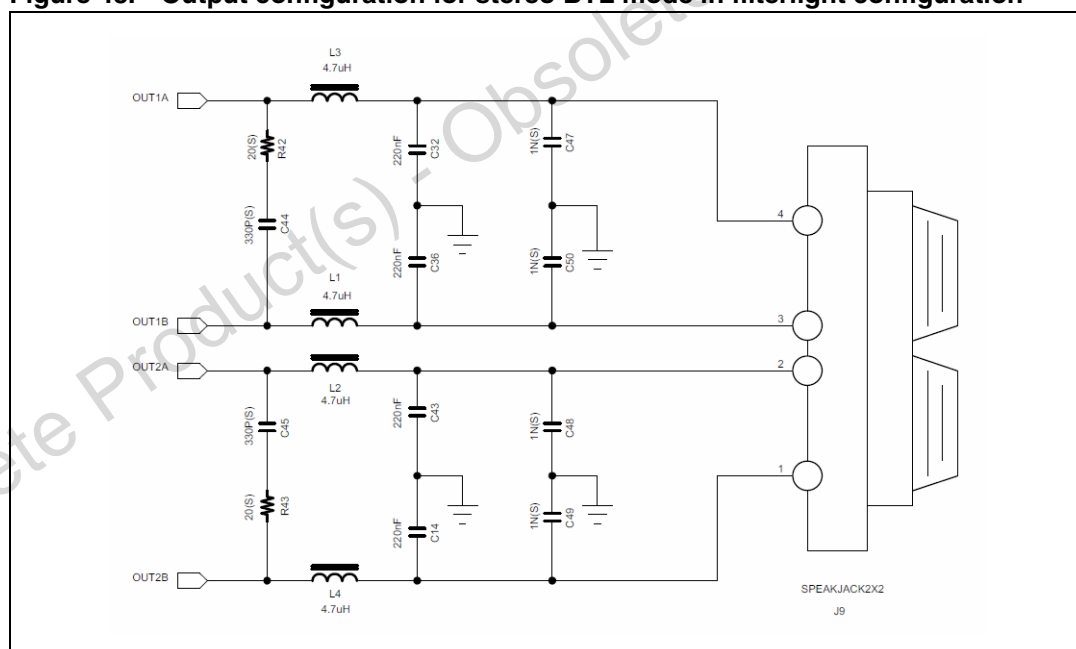 Output configuration for stereo BTL mode in filterlight configuration
L3
4.7uH
OUT1A
20(S)
R42
220nF
C32
1N(S)
C47
330P(S)
C44
220nF
C36
1N(S)
C50
4
L1
4.7uH
OUT1B
3
OUT2A
2
L2
4.7uH
330P(S)
C45
220nF
C43
1N(S)
C48
20(S)
R43
220nF
C14
1N(S)
C49
1
OUT2B
L4
4.7uH
SPEAKJACK2X2
J9
ete Product(s) - Obsolete